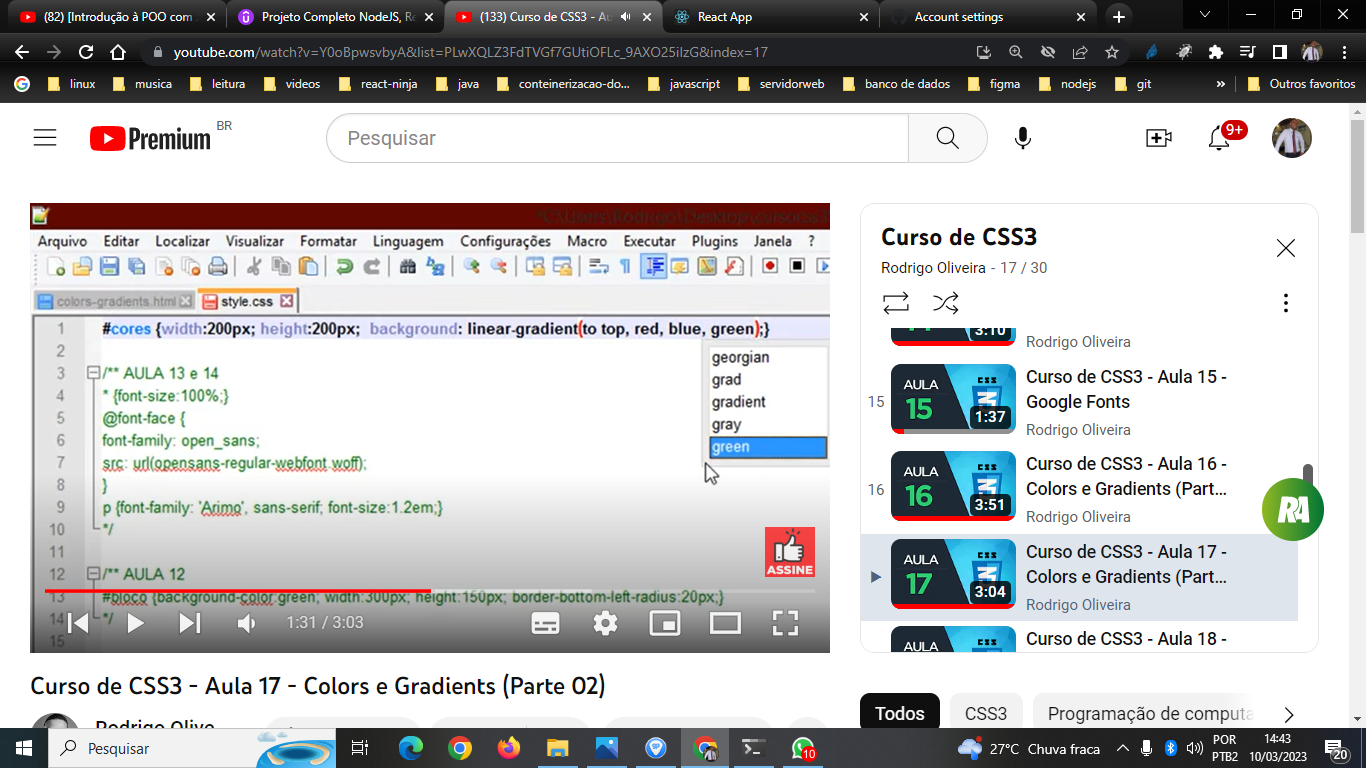 (82) [Introdução à POO com
Projeto Completo NodeJS, Re
(133) Curso de CSS3 - Au
React App
Account settings
youtube.com/watch?v=Y0oBpwsvbyA&list=PLwXQLZ3FdTVGf7GUtiOFLc_9AXO25ilzG&index=17
linux
musica
leitura
videos
react-ninja
java
conteinerizacao-do...
javascript
servidorweb
banco de dados
figma
nodejs
git
»
Outros favoritos
Premium BR
Pesquisar
9+
Arquivo Editar Localizar Visualizar Formatar Linguagem Configurações Macro Executar Plugins Janela ?
colors-gradients.html
style.css
1 #cores {width:200px; height:200px; background: linear-gradient(to top, red, blue, green);}
2
3 /** AULA 13 e 14
4 * {font-size:100%;}
5 @font-face {
6 font-family: open_sans;
7 src: url(opensans-regular-webfont.woff);
8 }
9 p {font-family: 'Arimo', sans-serif; font-size:1.2em;}
10 */
11
12 /** AULA 12
13 #bloco {background-color:green; width:300px; height:150px; border-bottom-left-radius:20px;}
14 */
15
georgian
grad
gradient
gray
green
ASSINE
1:31 / 3:03
Curso de CSS3
Rodrigo Oliveira - 17 / 30
3:10
Rodrigo Oliveira
15
AULA
15
CSS
1:37
Curso de CSS3 - Aula 15 -
Google Fonts
Rodrigo Oliveira
16
AULA
16
CSS
3:51
Curso de CSS3 - Aula 16 -
Colors e Gradients (Part...
Rodrigo Oliveira
AULA
17
CSS
3:04
Curso de CSS3 - Aula 17 -
Colors e Gradients (Part...
Rodrigo Oliveira
AULA
CSS
Curso de CSS3 - Aula 18 -
RA
Curso de CSS3 - Aula 17 - Colors e Gradients (Parte 02)
Rodrigo Olive
Todos
CSS3
Programação de computa
Pesquisar
10
27°C Chuva fraca
POR
PTB2
14:43
10/03/2023
20